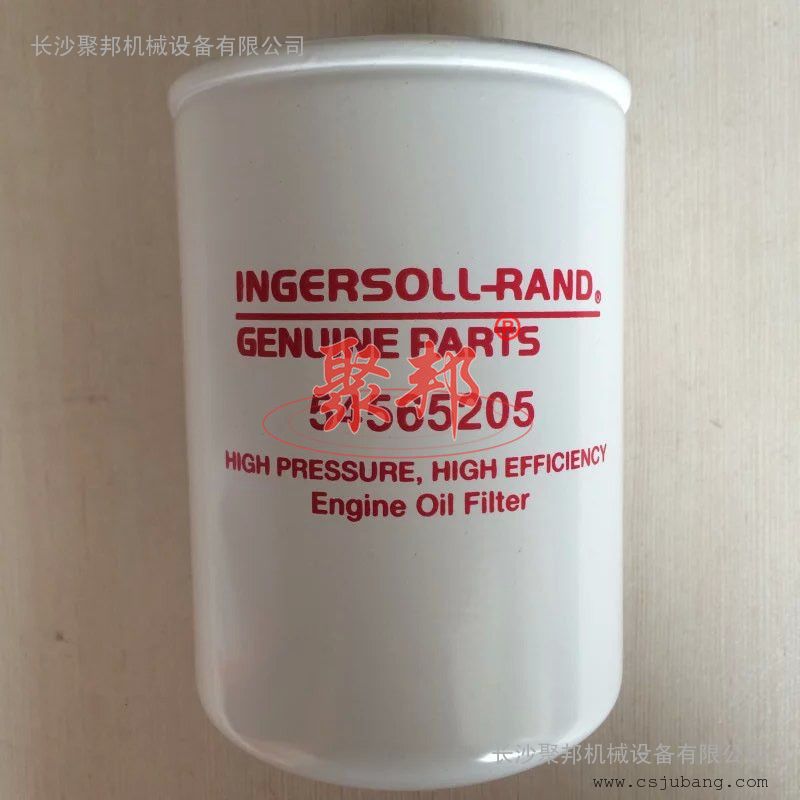 长沙聚邦机械设备有限公司
INGERSOLL-RAND®
GENUINE PARTS
聚邦®
54565205
HIGH PRESSURE, HIGH EFFICIENCY
Engine Oil Filter
长沙聚邦机械设备有限公司
www.csjubang.com